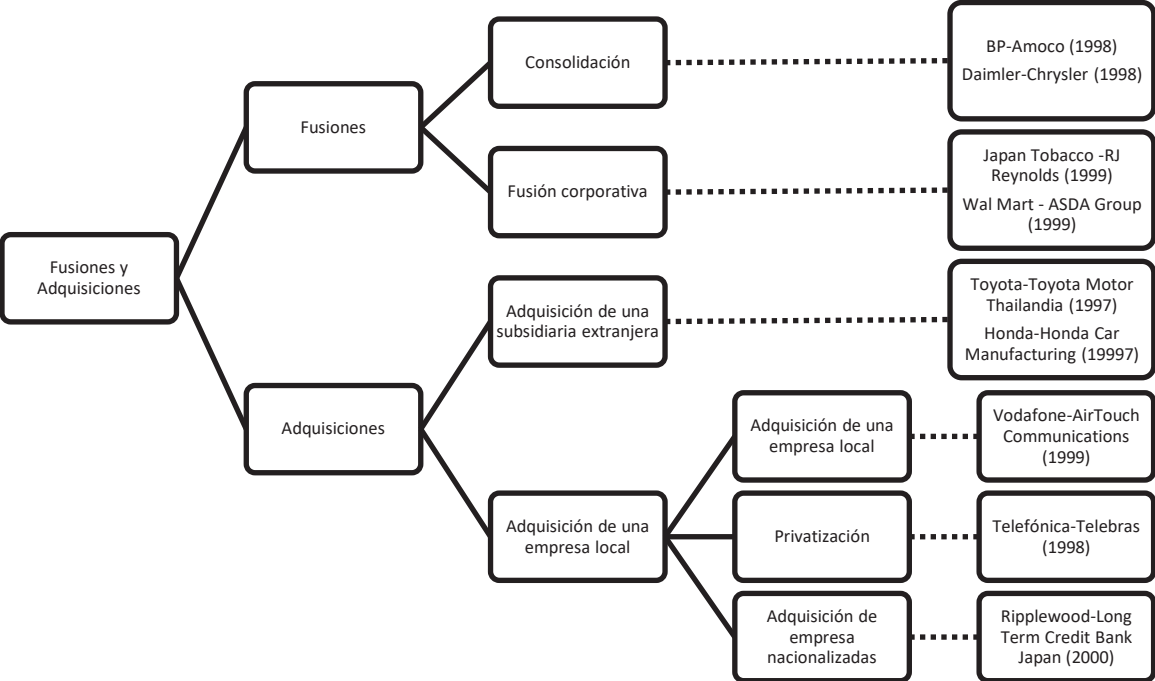 Fusiones y
Adquisiciones
Fusiones
Consolidación
BP-Amoco (1998)
Daimler-Chrysler (1998)
Fusión corporativa
Japan Tobacco -RJ
Reynolds (1999)
Wal Mart - ASDA Group
(1999)
Adquisiciones
Adquisición de una
subsidiaria extranjera
Toyota-Toyota Motor
Thailandia (1997)
Honda-Honda Car
Manufacturing (19997)
Adquisición de una
empresa local
Adquisición de una
empresa local
Vodafone-AirTouch
Communications
(1999)
Privatización
Telefónica-Telebras
(1998)
Adquisición de
empresa
nacionalizadas
Ripplewood-Long
Term Credit Bank
Japan (2000)